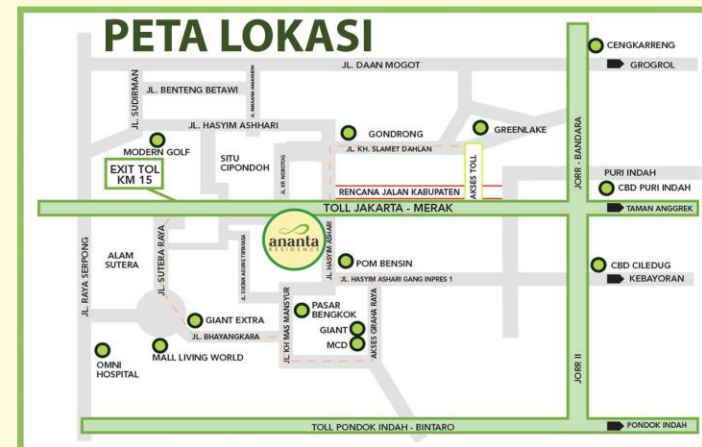 PETA LOKASI
CENGKARRENG
JL. DAAN MOGOT
GROGROL
JL. SUDIRMAN
JL. BENTENG BETAWI
JL. HASYIM ASHHARI
GONDRONG
GREENLAKE
MODERN GOLF
JL. KH. SLAMET DAHLAN
EXIT TOL
KM 15
SITU
CIPONDOH
AKSES TOLL
JORR - BANDARA
PURI INDAH
RENCANA JALAN KABUPATEN
CBD PURI INDAH
TOLL JAKARTA - MERAK
TAMAN ANGGREK
JL. RAYA SERPONG
ALAM
SUTERA
JL. SUTERA RAYA
ananta
RESIDENCE
JL. HASYIM ASHARI
POM BENSIN
CBD CILEDUG
JL. HASYIM ASHARI GANG INPRES 1
KEBAYORAN
JL. SULTAN AGUNG TIRTAYASA
GIANT EXTRA
JL. BHAYANGKARA
JL. KH MAS MANSYUR
PASAR
BENGKOK
GIANT
MCD
AKSES GRAHA RAYA
OMNI
HOSPITAL
MALL LIVING WORLD
JORR II
TOLL PONDOK INDAH - BINTARO
PONDOK INDAH